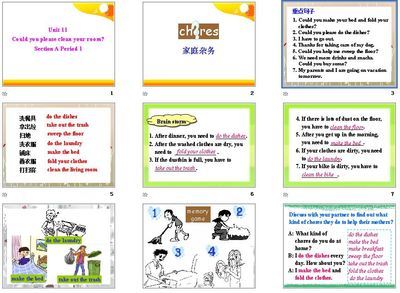 Unit 11
Could you please clean your room?
Section A Period 1
1
chores
家庭杂务
2
重点句子
1. Could you make your bed and fold your
clothes?
2. Could you please do the dishes?
3. I have to go out.
4. Thanks for taking care of my dog.
5. Could you help me sweep the floor?
6. We need some drinks and snacks.
Could you buy some?
7. My parents and I are going on vacation
tomorrow.
3
洗餐具 do the dishes
拿出垃 take out the trash
扫地 sweep the floor
洗衣服 do the laundry
铺床 make the bed
叠衣服 fold your clothes
打扫客 clean the living room
5
Brain storm
1. After dinner, you need to do the dishes.
2. After the washed clothes are dry, you
need to fold your clothes.
3. If the dustbin is full, you have to
take out the trash.
6
4. If there is lots of dust on the floor,
you have to clean the floor.
5. After you get up in the morning,
you need to make the bed.
6. If your clothes are dirty, you need
to do the laundry.
7. If your bike is dirty, you have to
clean the bike.
7
do the laundry
make the bed
take out the trash
1
2
memory
game
3
4
Discuss with your partner to find out what
kind of chores they do to help their mothers?
A: What kind of
chores do you do at
home?
B: I do the dishes every
day. How about you?
A: I make the bed and
fold the clothes.
do the dishes
make the bed
make breakfast
sweep the floor
take out the trash
fold the clothes
do the laundry